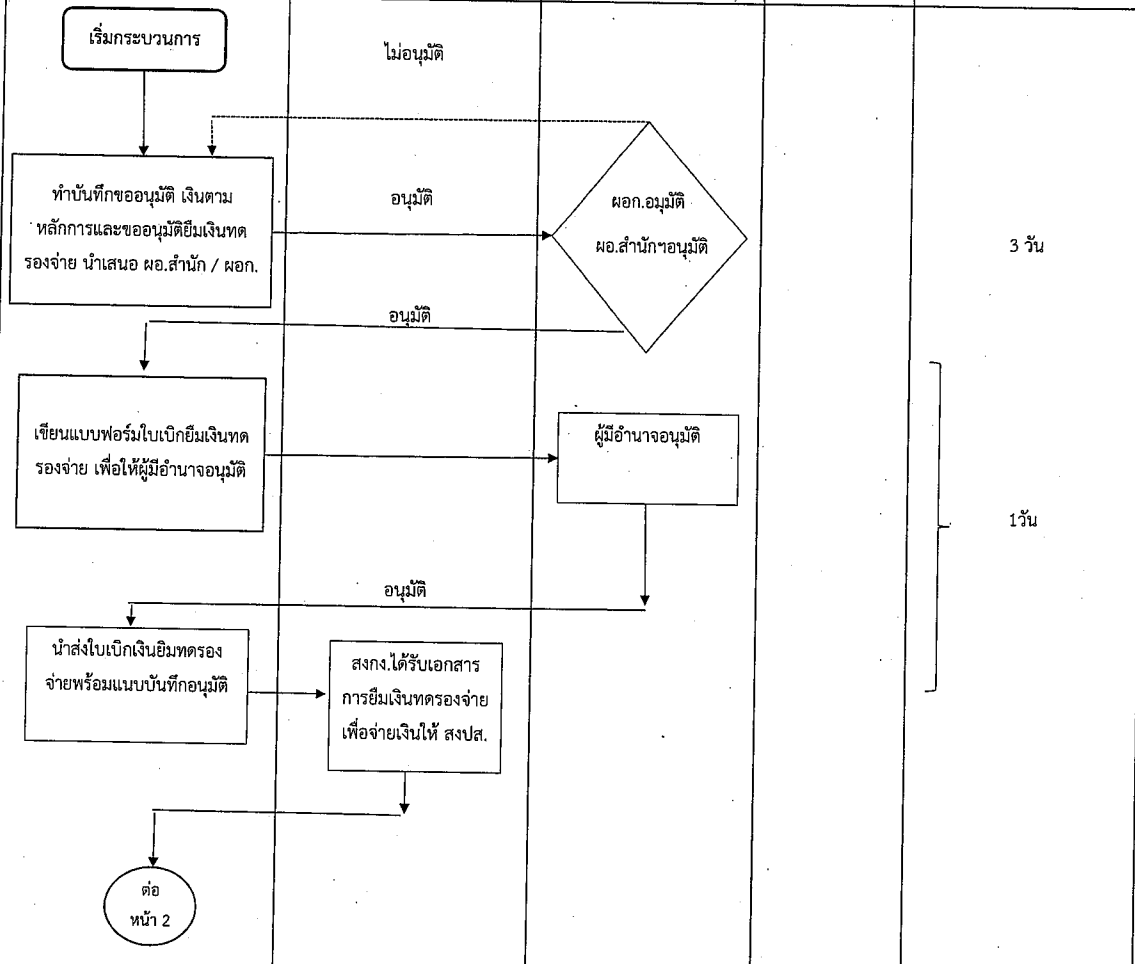 เริ่มกระบวนการ
ไม่อนุมัติ
ทำบันทึกขออนุมัติ เงินตาม
หลักการและขออนุมัติยืมเงินทด
รองจ่าย นำเสนอ ผอ.สำนัก / ผอก.
อนุมัติ
ผอก.อมุมัติ
ผอ.สำนักฯอนุมัติ
3 วัน
อนุมัติ
เขียนแบบฟอร์มใบเบิกยืมเงินทด
รองจ่าย เพื่อให้ผู้มีอำนาจอนุมัติ
ผู้มีอำนาจอนุมัติ
1วัน
อนุมัติ
นำส่งใบเบิกเงินยืมทดรอง
จ่ายพร้อมแนบบันทึกอนุมัติ
สงกง.ได้รับเอกสาร
การยืมเงินทดรองจ่าย
เพื่อจ่ายเงินให้ สงปส.
ต่อ
หน้า 2